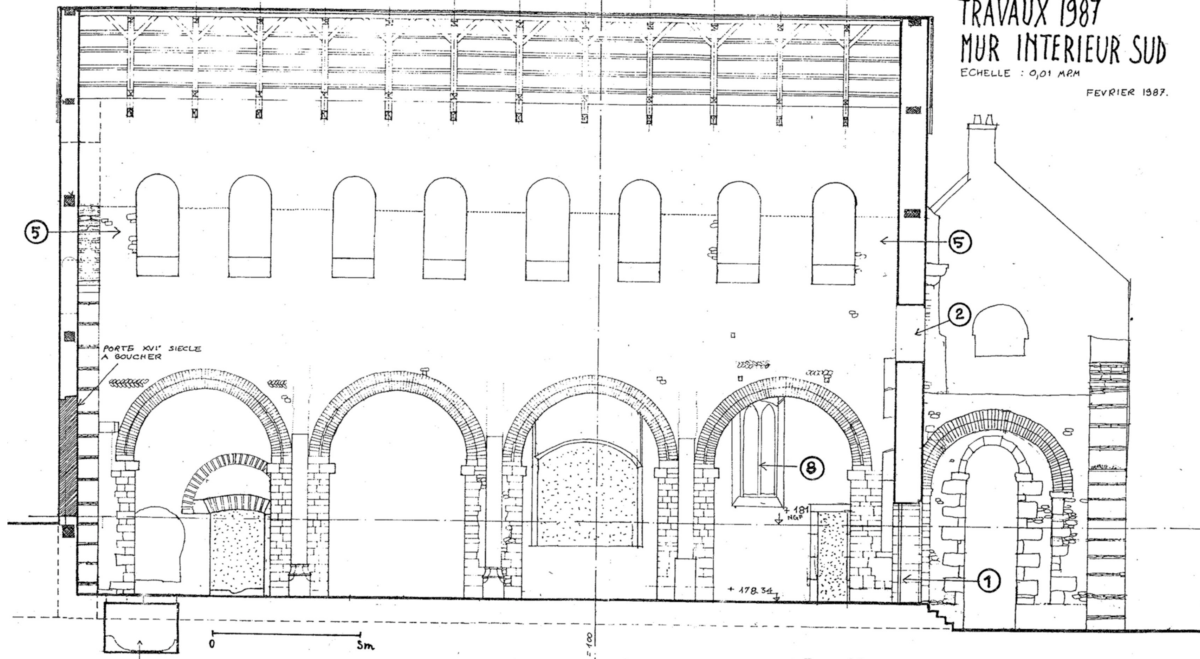 TRAVAUX 1987
MUR INTERIEUR SUD
ECHELLE : 0,01 M.P.M
FEVRIER 1987.
5
5
2
PORTE XVI° SIECLE
A BOUCHER
8
+ 181
NGF
1
+ 178.34
0
5m